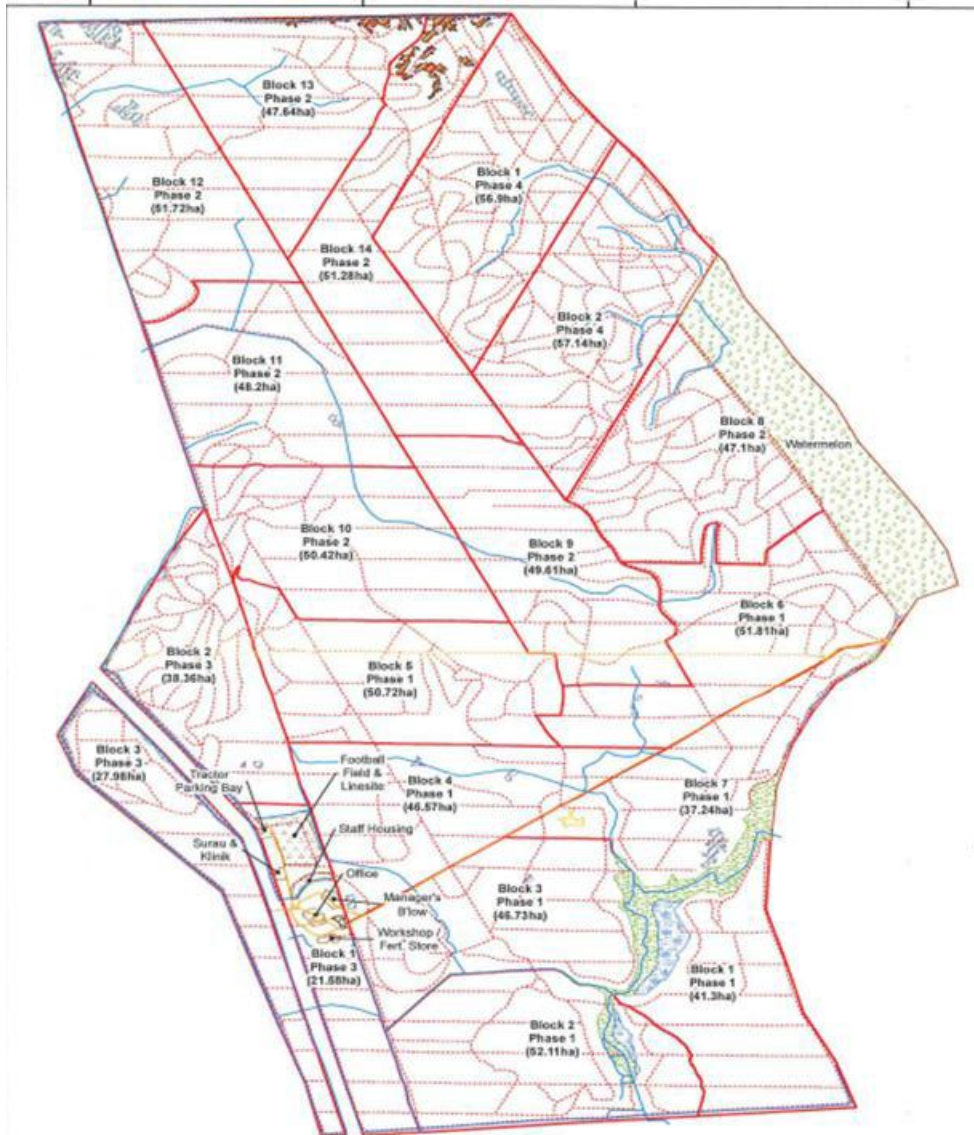 Block 13
Phase 2
(47.64ha)
Block 1
Phase 4
(56.9ha)
Block 12
Phase 2
(51.72ha)
Block 14
Phase 2
(51.28ha)
Block 2
Phase 4
(57.14ha)
Block 11
Phase 2
(48.2ha)
Block 8
Phase 2
(47.1ha)
Watermelon
Block 10
Phase 2
(50.42ha)
Block 9
Phase 2
(49.61ha)
Block 6
Phase 1
(51.81ha)
Block 2
Phase 3
(38.36ha)
Block 5
Phase 1
(50.72ha)
Block 3
Phase 3
(27.98ha)
Tractor
Parking Bay
Football
Field &
Linesite
Block 4
Phase 1
(46.57ha)
Block 7
Phase 1
(37.24ha)
Surau &
Klinik
Staff Housing
Office
Manager's
B'low
Workshop /
Fert. Store
Block 3
Phase 1
(46.73ha)
Block 1
Phase 3
(21.58ha)
Block 1
Phase 1
(41.3ha)
Block 2
Phase 1
(52.11ha)